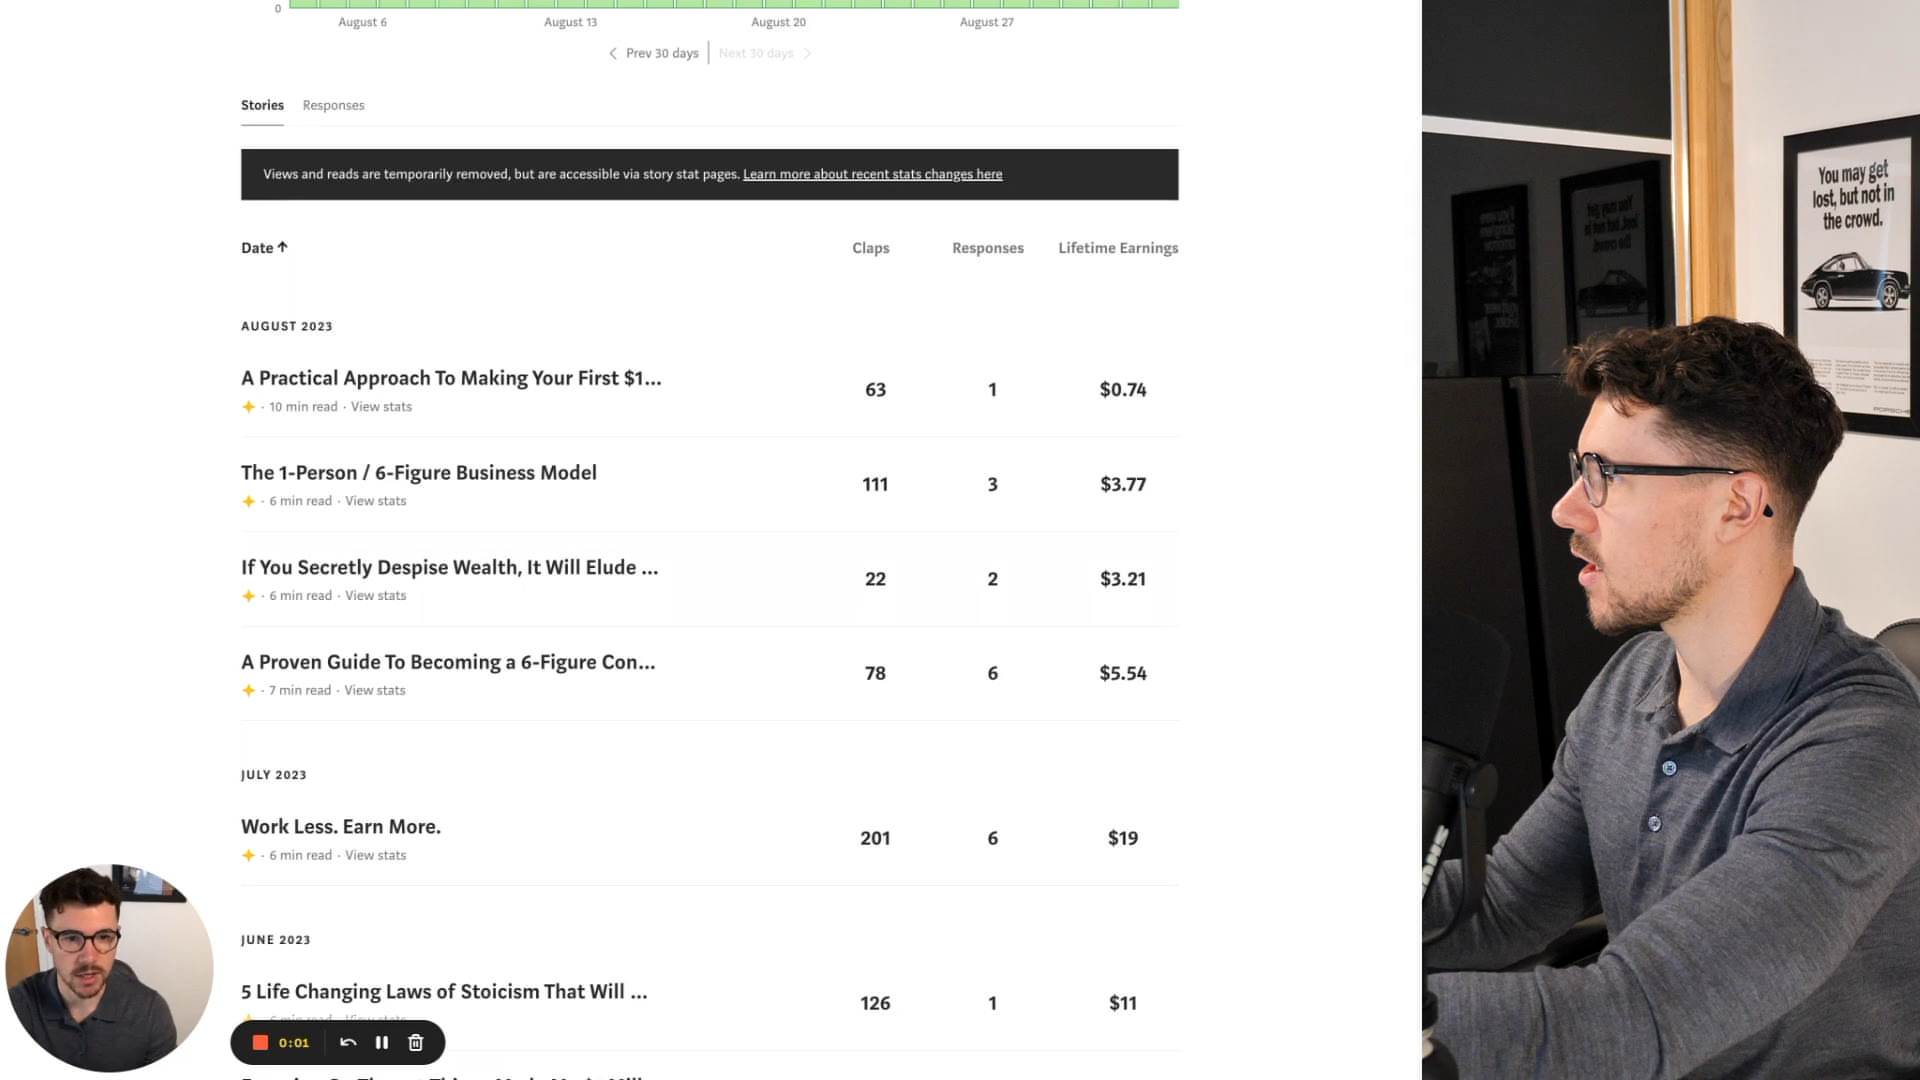 0
August 6 August 13 August 20 August 27
Prev 30 days Next 30 days
Stories Responses
Views and reads are temporarily removed, but are accessible via story stat pages. Learn more about recent stats changes here
Date Claps Responses Lifetime Earnings
AUGUST 2023
A Practical Approach To Making Your First $1... 63 1 $0.74
· 10 min read · View stats
The 1-Person / 6-Figure Business Model 111 3 $3.77
· 6 min read · View stats
If You Secretly Despise Wealth, It Will Elude ... 22 2 $3.21
· 6 min read · View stats
A Proven Guide To Becoming a 6-Figure Con... 78 6 $5.54
· 7 min read · View stats
JULY 2023
Work Less. Earn More. 201 6 $19
· 6 min read · View stats
JUNE 2023
5 Life Changing Laws of Stoicism That Will ... 126 1 $11
0:01
You may get
lost, but not in
the crowd.
PORSCHE